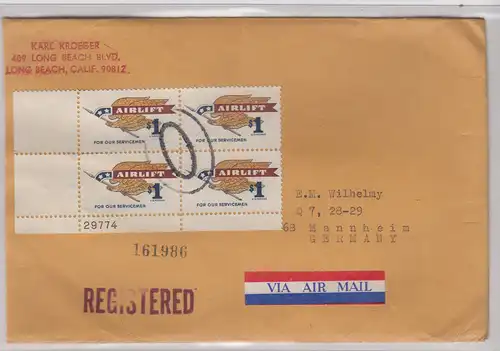 KARL KROEGER
409 LONG BEACH BLVD.
LONG BEACH, CALIF. 90812
AIRLIFT
$1
FOR OUR SERVICEMEN
AIRLIFT
$1
FOR OUR SERVICEMEN
AIRLIFT
$1
FOR OUR SERVICEMEN
AIRLIFT
$1
FOR OUR SERVICEMEN
29774
E.M. Wilhelmy
Q 7, 28-29
68 Mannheim
GERMANY
161986
REGISTERED
VIA AIR MAIL